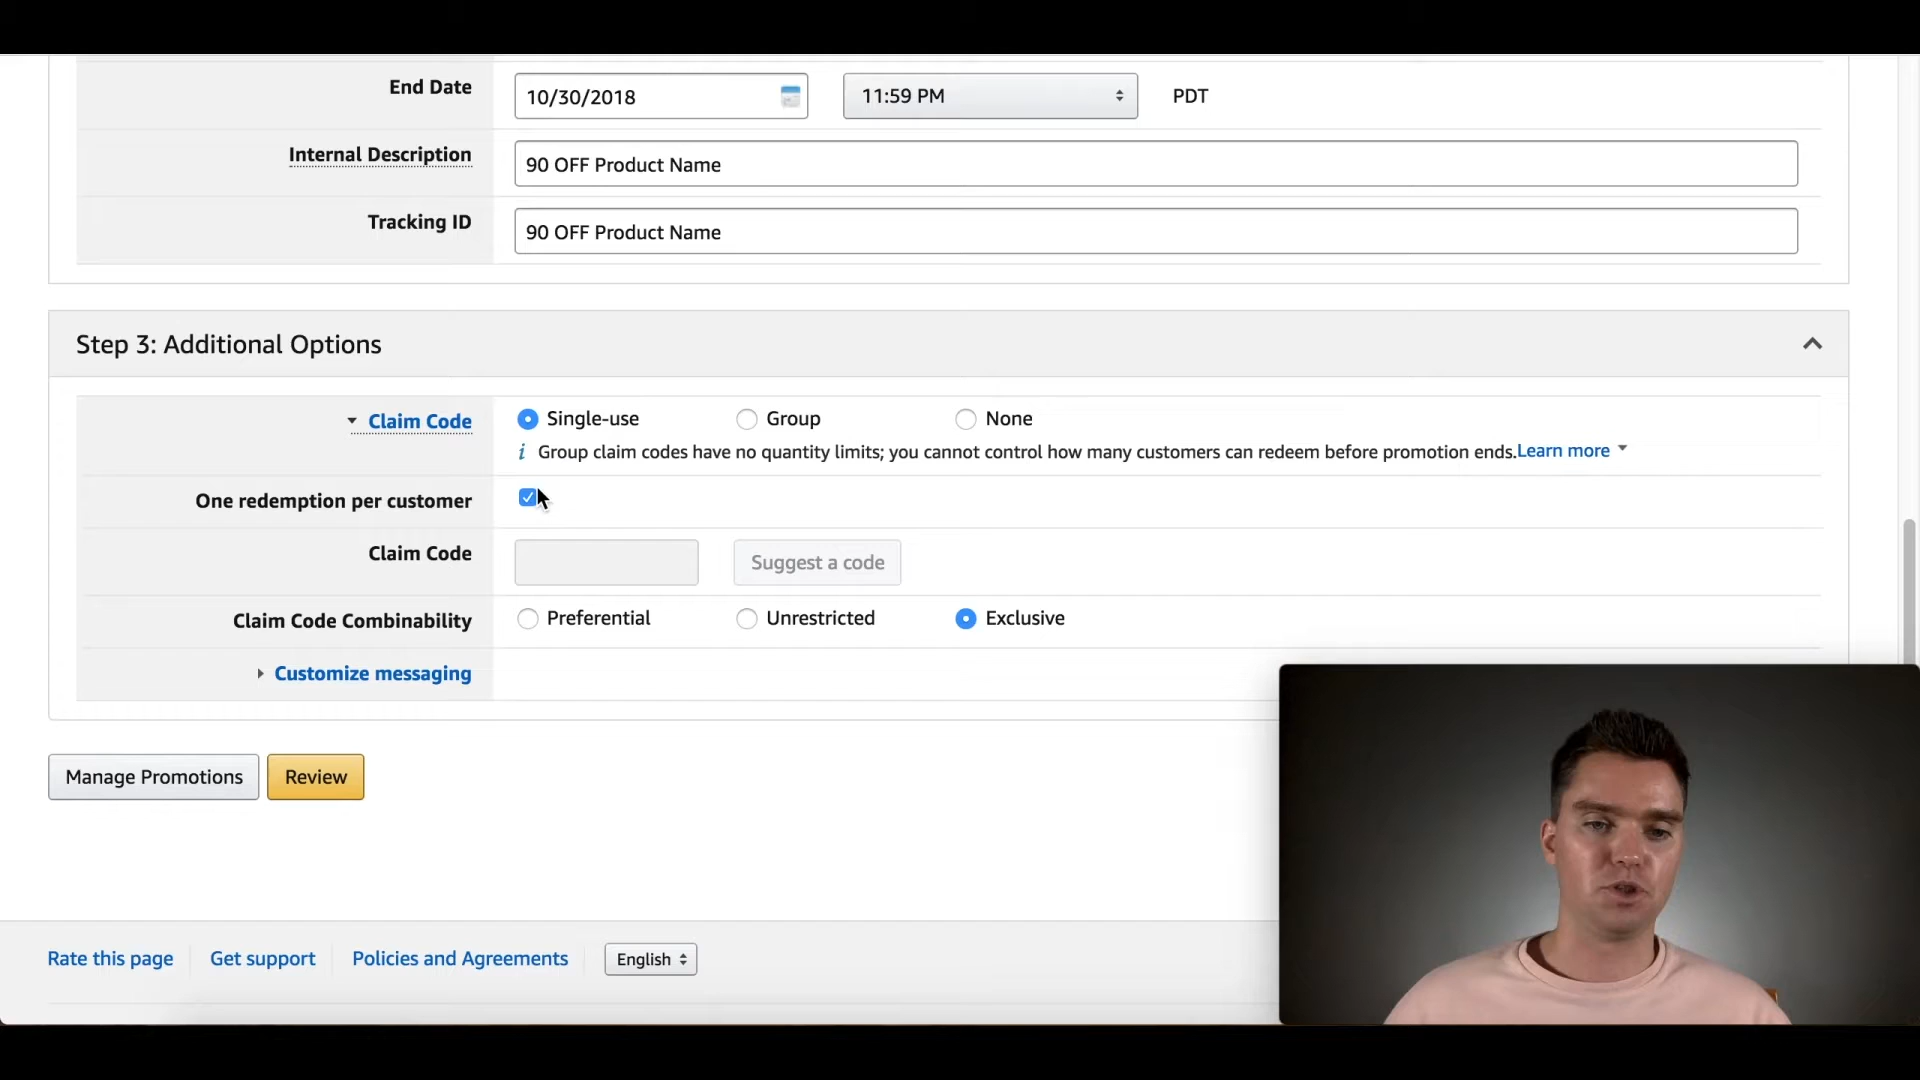 End Date
10/30/2018
11:59 PM
PDT
Internal Description
90 OFF Product Name
Tracking ID
90 OFF Product Name
Step 3: Additional Options
Claim Code
Single-use
Group
None
i Group claim codes have no quantity limits; you cannot control how many customers can redeem before promotion ends. Learn more
One redemption per customer
Claim Code
Suggest a code
Claim Code Combinability
Preferential
Unrestricted
Exclusive
Customize messaging
Manage Promotions
Review
Rate this page
Get support
Policies and Agreements
English